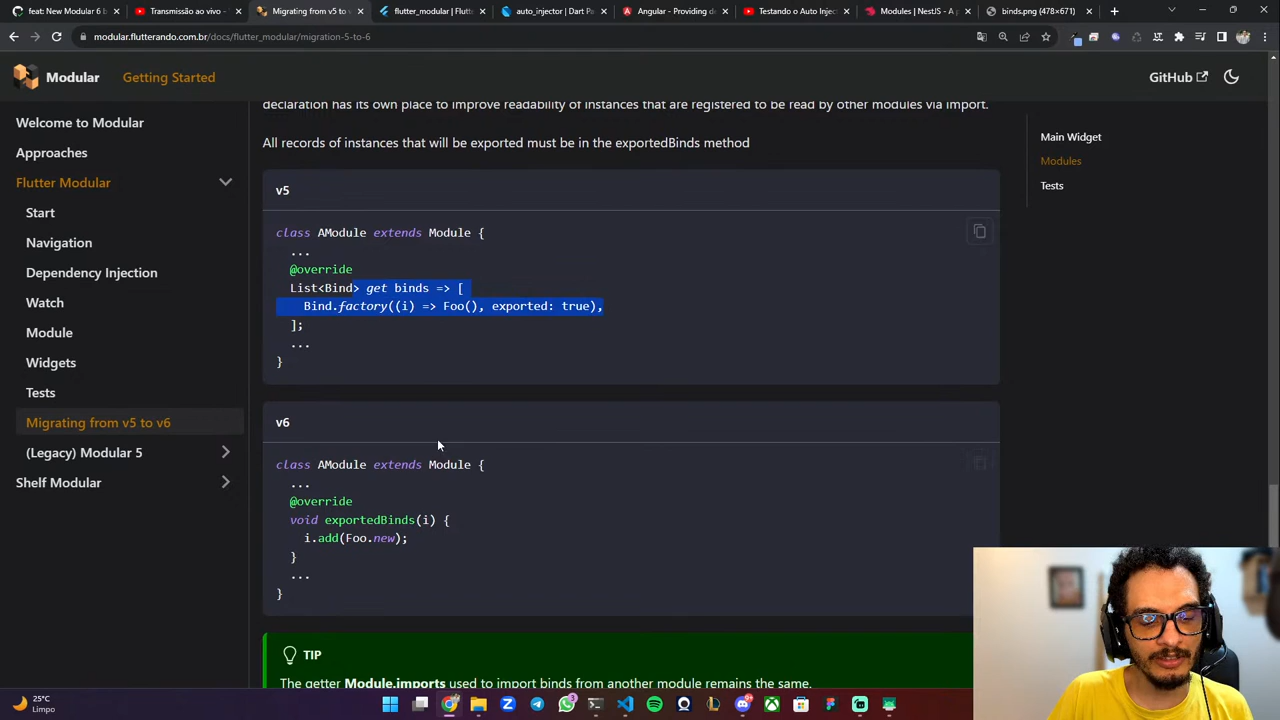 feat: New Modular 6 b
Transmissão ao vivo -
Migrating from v5 to v
flutter_modular | Flutt
auto_injector | Dart Pa
Angular - Providing de
Testando o Auto Injec
Modules | NestJS - A p
binds.png (478×671)
modular.flutterando.com.br/docs/flutter_modular/migration-5-to-6
Modular
Getting Started
GitHub
Welcome to Modular
Approaches
Flutter Modular
Start
Navigation
Dependency Injection
Watch
Module
Widgets
Tests
Migrating from v5 to v6
(Legacy) Modular 5
Shelf Modular
declaration has its own place to improve readability of instances that are registered to be read by other modules via import.
All records of instances that will be exported must be in the exportedBinds method
v5
class AModule extends Module {
...
@override
List<Bind> get binds => [
Bind.factory((i) => Foo(), exported: true),
];
...
}
v6
class AModule extends Module {
...
@override
void exportedBinds(i) {
i.add(Foo.new);
}
...
}
TIP
The getter Module.imports used to import binds from another module remains the same.
Main Widget
Modules
Tests
25°C
Limpo